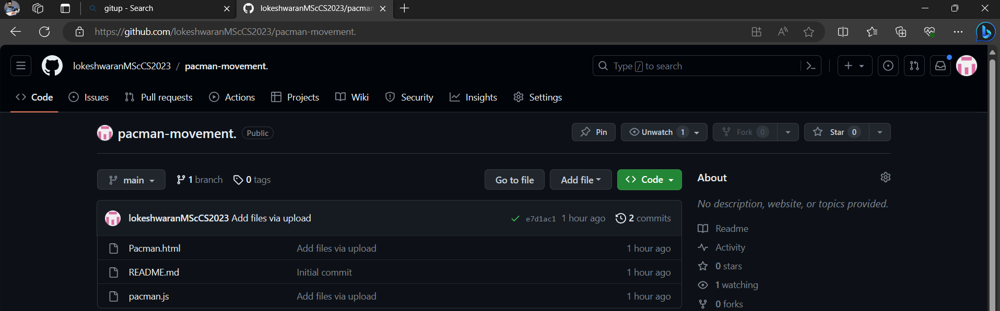 gitup - Search
lokeshwaranMScCS2023/pacman
https://github.com/lokeshwaranMScCS2023/pacman-movement.
lokeshwaranMScCS2023 / pacman-movement.
Type / to search
Code Issues Pull requests Actions Projects Wiki Security Insights Settings
pacman-movement. Public
Pin Unwatch 1 Fork 0 Star 0
main 1 branch 0 tags Go to file Add file Code
About
No description, website, or topics provided.
lokeshwaranMScCS2023 Add files via upload e7d1ac1 1 hour ago 2 commits
Pacman.html Add files via upload 1 hour ago
README.md Initial commit 1 hour ago
pacman.js Add files via upload 1 hour ago
Readme
Activity
0 stars
1 watching
0 forks